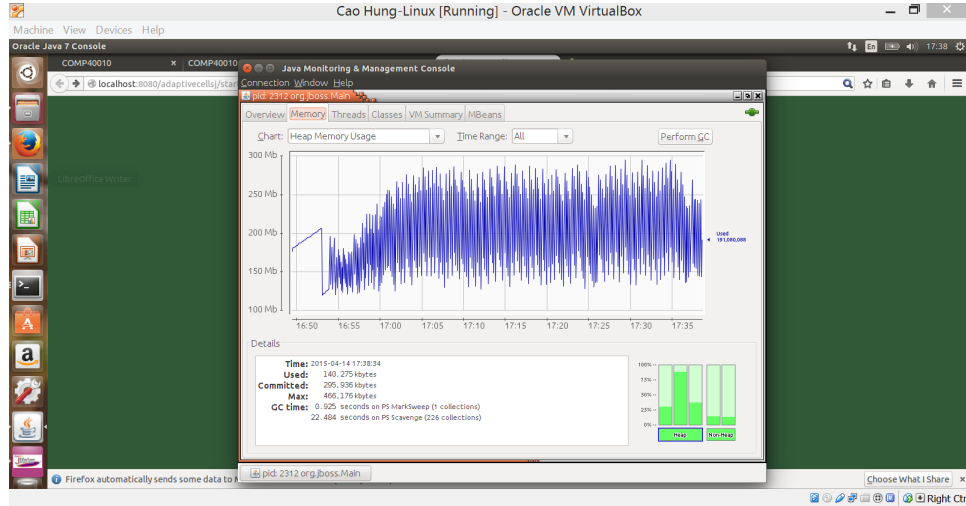 Cao Hung-Linux [Running] - Oracle VM VirtualBox
Machine View Devices Help
Oracle Java 7 Console
En 17:38
COMP40010 × COMP40010
Java Monitoring & Management Console
localhost:8080/adaptivecellsj/star
Connection Window Help
pid: 2312 org.jboss.Main
Overview Memory Threads Classes VM Summary MBeans
Chart: Heap Memory Usage Time Range: All Perform GC
300 Mb
250 Mb
200 Mb
150 Mb
100 Mb
Used
191,080,088
16:50 16:55 17:00 17:05 17:10 17:15 17:20 17:25 17:30 17:35
LibreOffice Writer
Details
Time: 2015-04-14 17:38:34
Used: 140,275 kbytes
Committed: 295,936 kbytes
Max: 466,176 kbytes
GC time: 0.925 seconds on PS MarkSweep (1 collections)
22.484 seconds on PS Scavenge (226 collections)
100% --
75% --
50% --
25% --
0% --
Heap Non-Heap
pid: 2312 org.jboss.Main
Firefox automatically sends some data to
Choose What I Share ×
Right Ctr